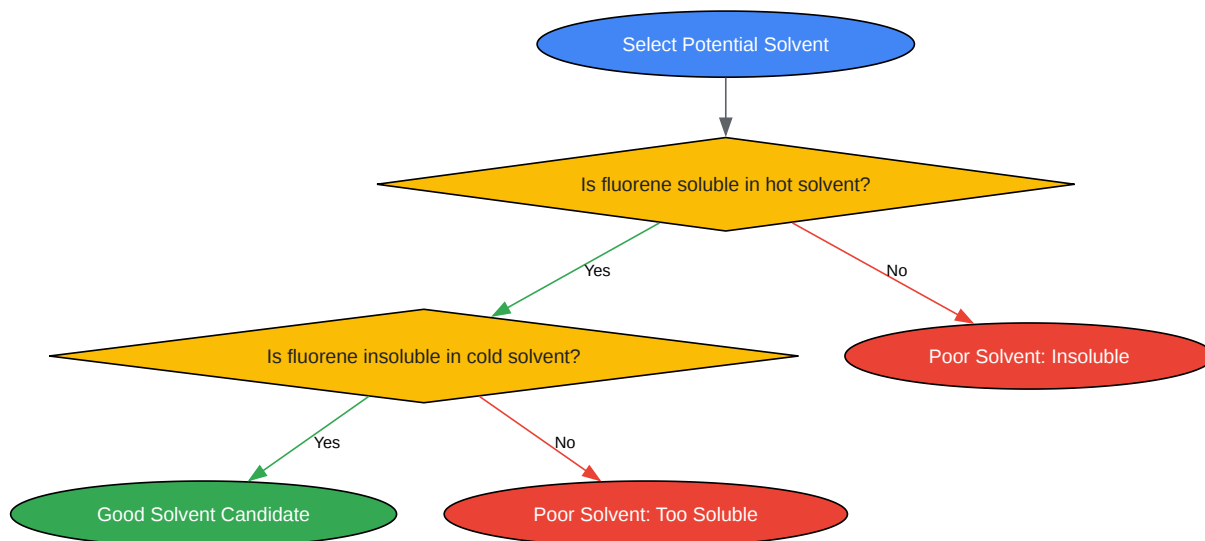 Select Potential Solvent
Is fluorene soluble in hot solvent?
Yes
No
Is fluorene insoluble in cold solvent?
Poor Solvent: Insoluble
Yes
No
Good Solvent Candidate
Poor Solvent: Too Soluble